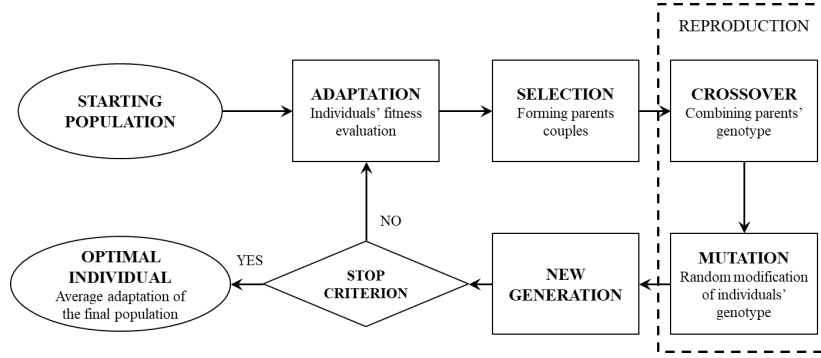 REPRODUCTION
STARTING
POPULATION
ADAPTATION
Individuals' fitness
evaluation
SELECTION
Forming parents
couples
CROSSOVER
Combining parents'
genotype
NO
YES
OPTIMAL
INDIVIDUAL
Average adaptation of
the final population
STOP
CRITERION
NEW
GENERATION
MUTATION
Random modification
of individuals'
genotype